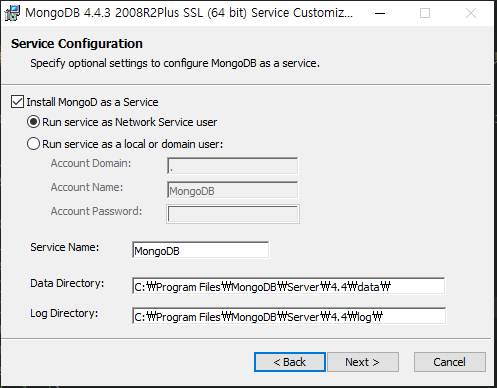 MongoDB 4.4.3 2008R2Plus SSL (64 bit) Service Customiz...
Service Configuration
Specify optional settings to configure MongoDB as a service.
Install MongoD as a Service
Run service as Network Service user
Run service as a local or domain user:
Account Domain: .
Account Name: MongoDB
Account Password:
Service Name: MongoDB
Data Directory: C:₩Program Files₩MongoDB₩Server₩4.4₩data₩
Log Directory: C:₩Program Files₩MongoDB₩Server₩4.4₩log₩
< Back Next > Cancel